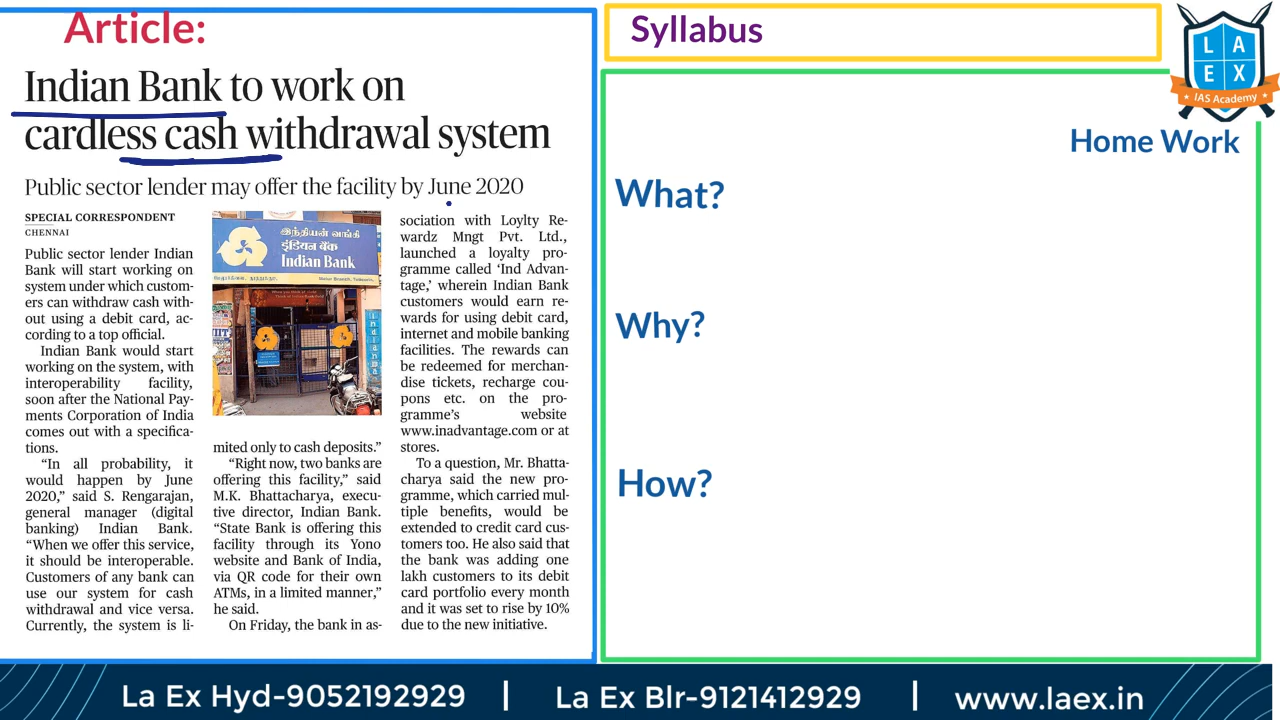 Article:
Indian Bank to work on
cardless cash withdrawal system
Public sector lender may offer the facility by June 2020
SPECIAL CORRESPONDENT
CHENNAI
Public sector lender Indian
Bank will start working on
system under which custom-
ers can withdraw cash with-
out using a debit card, ac-
cording to a top official.
Indian Bank would start
working on the system, with
interoperability facility,
soon after the National Pay-
ments Corporation of India
comes out with a specifica-
tions.
“In all probability, it
would happen by June
2020,” said S. Rengarajan,
general manager (digital
banking) Indian Bank.
“When we offer this service,
it should be interoperable.
Customers of any bank can
use our system for cash
withdrawal and vice versa.
Currently, the system is li-
இந்தியன் வங்கி
इंडियन बैंक
Indian Bank
mited only to cash deposits.”
“Right now, two banks are
offering this facility,” said
M.K. Bhattacharya, execu-
tive director, Indian Bank.
“State Bank is offering this
facility through its Yono
website and Bank of India,
via QR code for their own
ATMs, in a limited manner,”
he said.
On Friday, the bank in as-
sociation with Loylty Re-
wardz Mngt Pvt. Ltd.,
launched a loyalty pro-
gramme called ‘Ind Advan-
tage,’ wherein Indian Bank
customers would earn re-
wards for using debit card,
internet and mobile banking
facilities. The rewards can
be redeemed for merchan-
dise tickets, recharge cou-
pons etc. on the pro-
gramme’s website
www.inadvantage.com or at
stores.
To a question, Mr. Bhatta-
charya said the new pro-
gramme, which carried mul-
tiple benefits, would be
extended to credit card cus-
tomers too. He also said that
the bank was adding one
lakh customers to its debit
card portfolio every month
and it was set to rise by 10%
due to the new initiative.
Syllabus
L A
E X
IAS Academy
Home Work
What?
Why?
How?
La Ex Hyd-9052192929 | La Ex Blr-9121412929 | www.laex.in